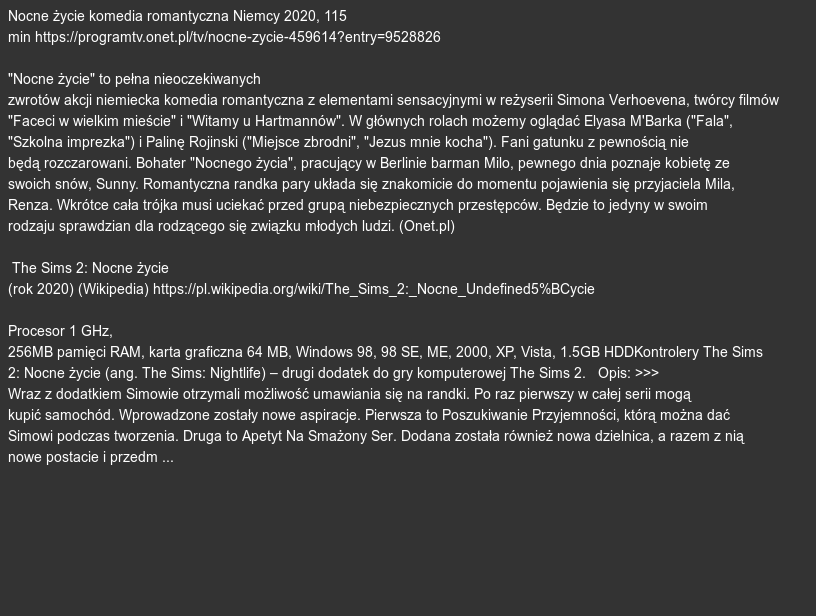 Nocne życie komedia romantyczna Niemcy 2020, 115
min https://programtv.onet.pl/tv/nocne-zycie-459614?entry=9528826
"Nocne życie" to pełna nieoczekiwanych
zwrotów akcji niemiecka komedia romantyczna z elementami sensacyjnymi w reżyserii Simona Verhoevena, twórcy filmów
"Faceci w wielkim mieście" i "Witamy u Hartmannów". W głównych rolach możemy oglądać Elyasa M'Barka ("Fala",
"Szkolna imprezka") i Palinę Rojinski ("Miejsce zbrodni", "Jezus mnie kocha"). Fani gatunku z pewnością nie
będą rozczarowani. Bohater "Nocnego życia", pracujący w Berlinie barman Milo, pewnego dnia poznaje kobietę ze
swoich snów, Sunny. Romantyczna randka pary układa się znakomicie do momentu pojawienia się przyjaciela Mila,
Renza. Wkrótce cała trójka musi uciekać przed grupą niebezpiecznych przestępców. Będzie to jedyny w swoim
rodzaju sprawdzian dla rodzącego się związku młodych ludzi. (Onet.pl)
The Sims 2: Nocne życie
(rok 2020) (Wikipedia) https://pl.wikipedia.org/wiki/The_Sims_2:_Nocne_Undefined5%BCycie
Procesor 1 GHz,
256MB pamięci RAM, karta graficzna 64 MB, Windows 98, 98 SE, ME, 2000, XP, Vista, 1.5GB HDDKontrolery The Sims
2: Nocne życie (ang. The Sims: Nightlife) – drugi dodatek do gry komputerowej The Sims 2.   Opis: >>>
Wraz z dodatkiem Simowie otrzymali możliwość umawiania się na randki. Po raz pierwszy w całej serii mogą
kupić samochód. Wprowadzone zostały nowe aspiracje. Pierwsza to Poszukiwanie Przyjemności, którą można dać
Simowi podczas tworzenia. Druga to Apetyt Na Smażony Ser. Dodana została również nowa dzielnica, a razem z nią
nowe postacie i przedm ...